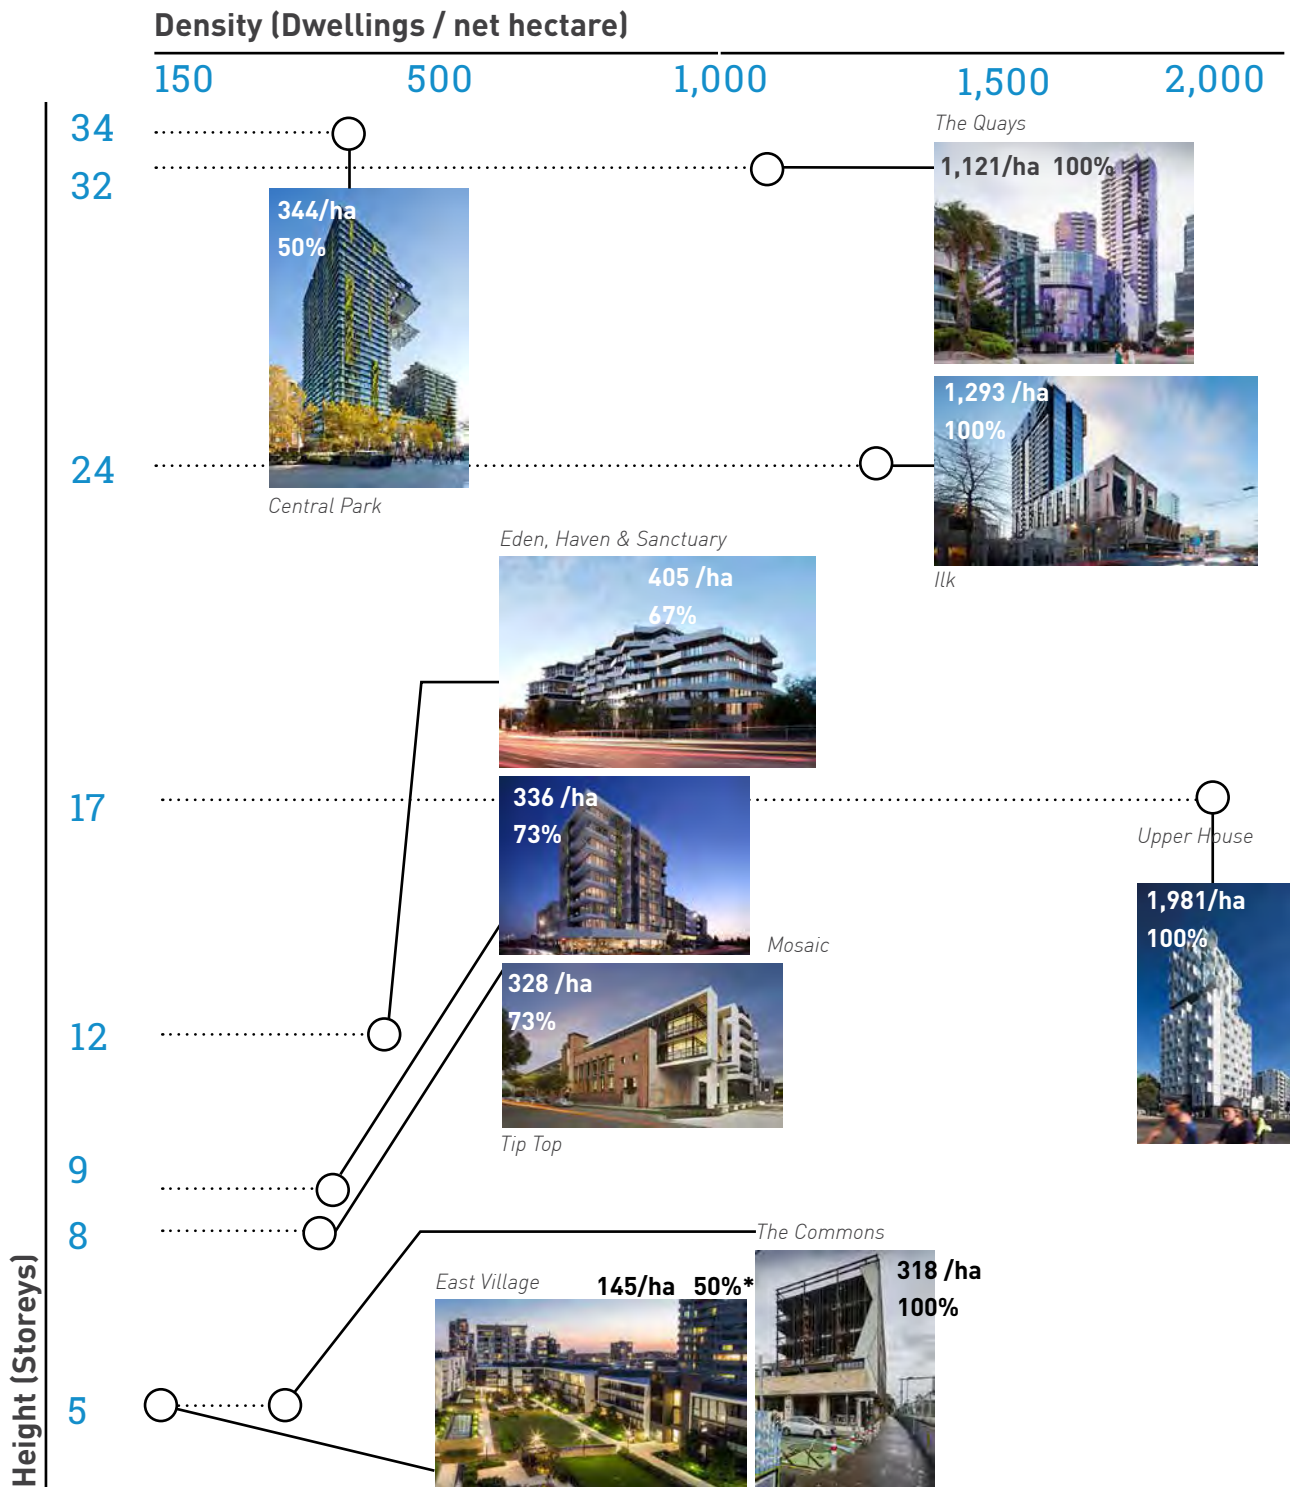 Density (Dwellings / net hectare)
150 500 1,000 1,500 2,000
34
The Quays
32
1,121/ha 100%
344/ha
50%
1,293 /ha
100%
24
Central Park
Eden, Haven & Sanctuary
405 /ha
67%
Ilk
17
336 /ha
73%
Upper House
1,981/ha
100%
Mosaic
328 /ha
73%
12
Tip Top
9
8
The Commons
East Village
145/ha 50%*
318 /ha
100%
5
Height (Storeys)